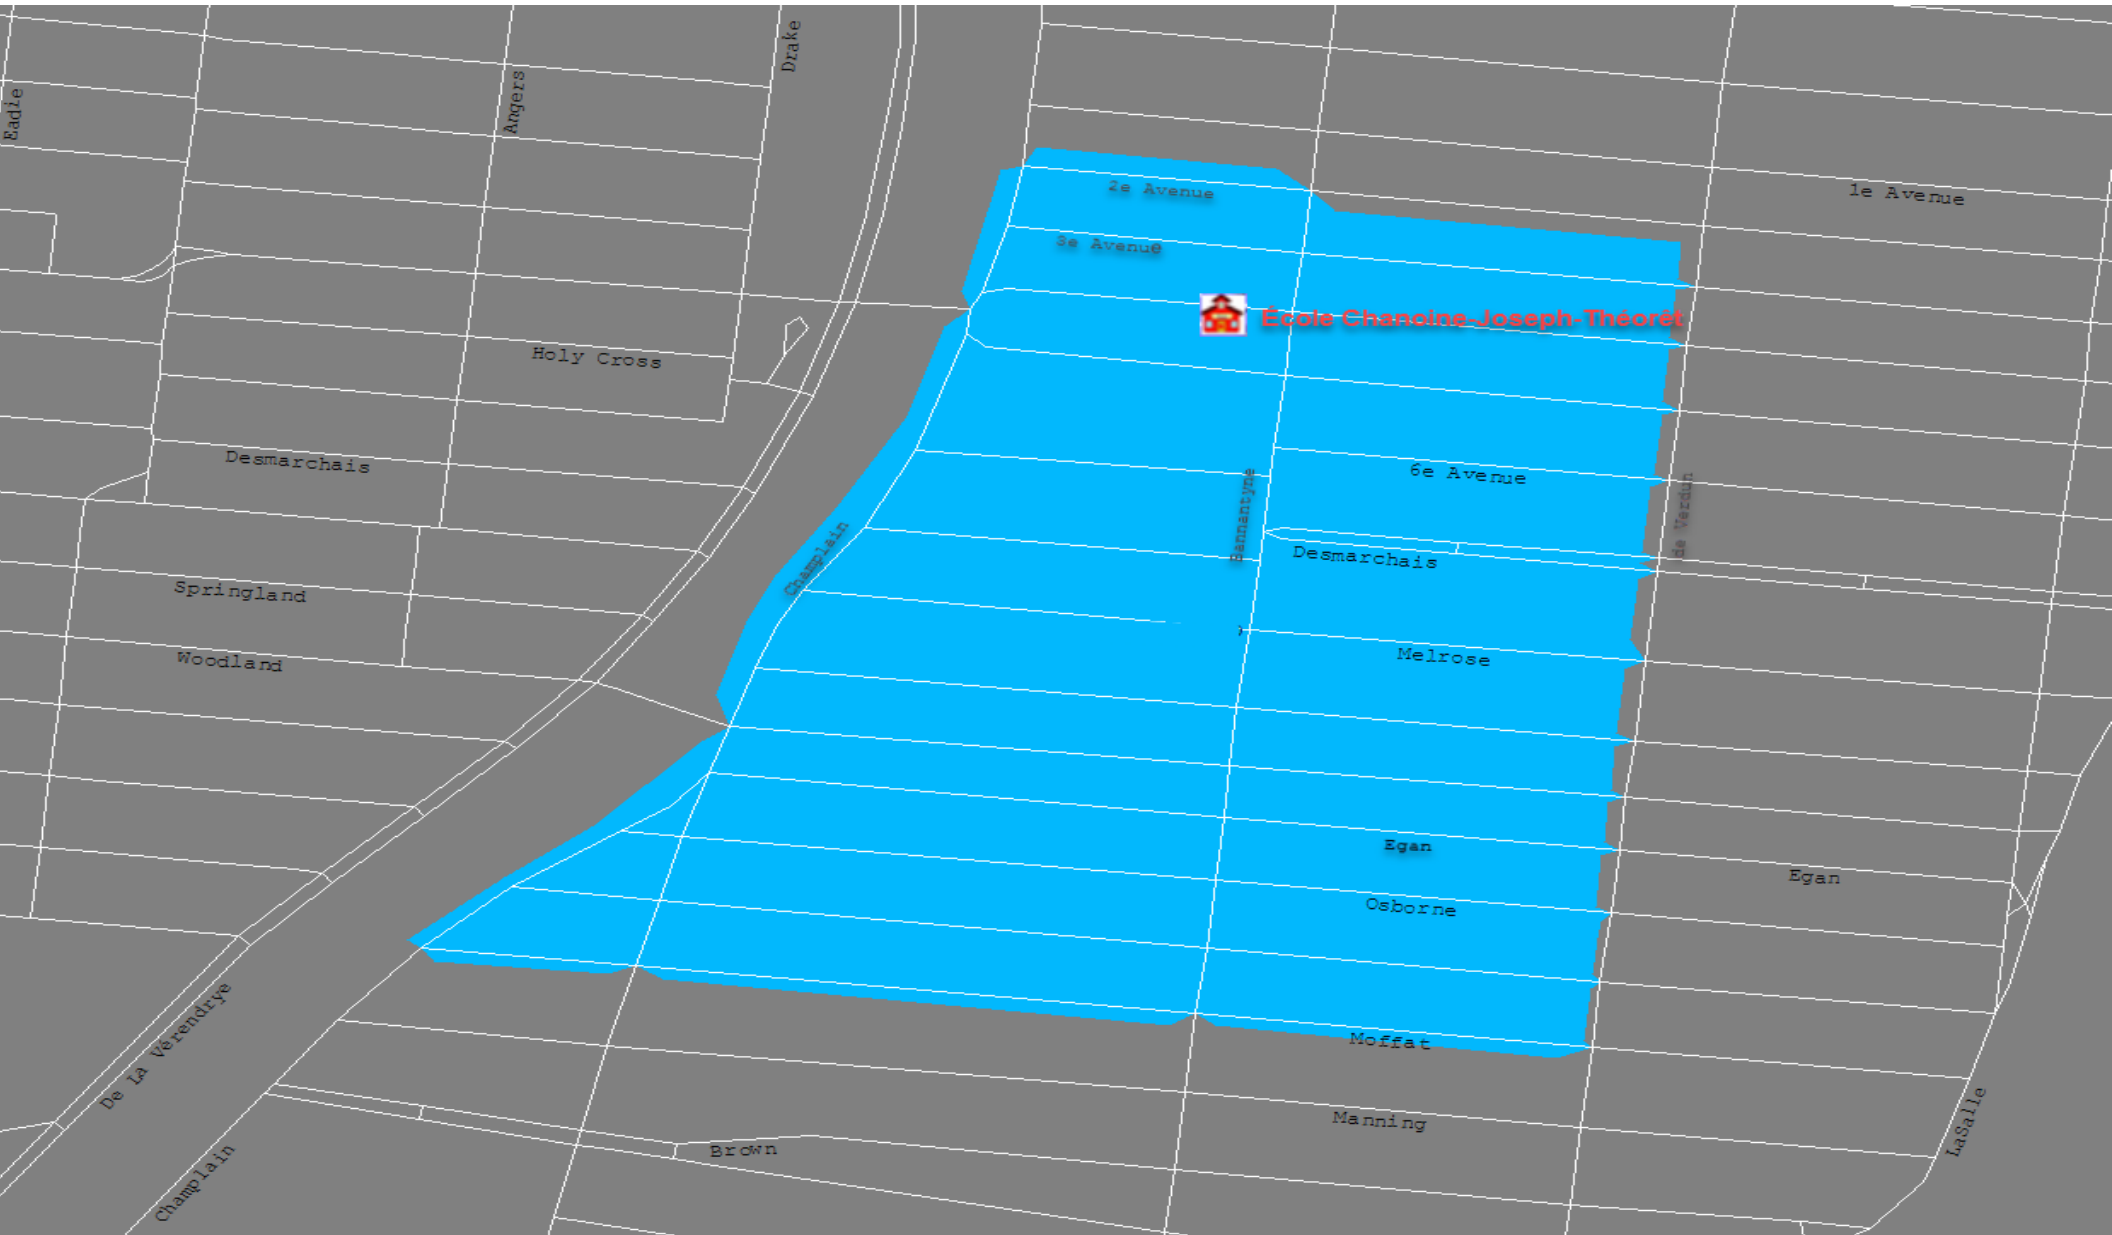 Drake
Angers
Eadie
2e Avenue
1e Avenue
3e Avenue
École Chanoine-Joseph-Théorêt
Holy Cross
Desmarchais
6e Avenue
Bannantyne
de Verdun
Champlain
Desmarchais
Springland
Woodland
Melrose
Egan
Egan
Osborne
De La Vérendrye
Moffat
Manning
LaSalle
Brown
Champlain